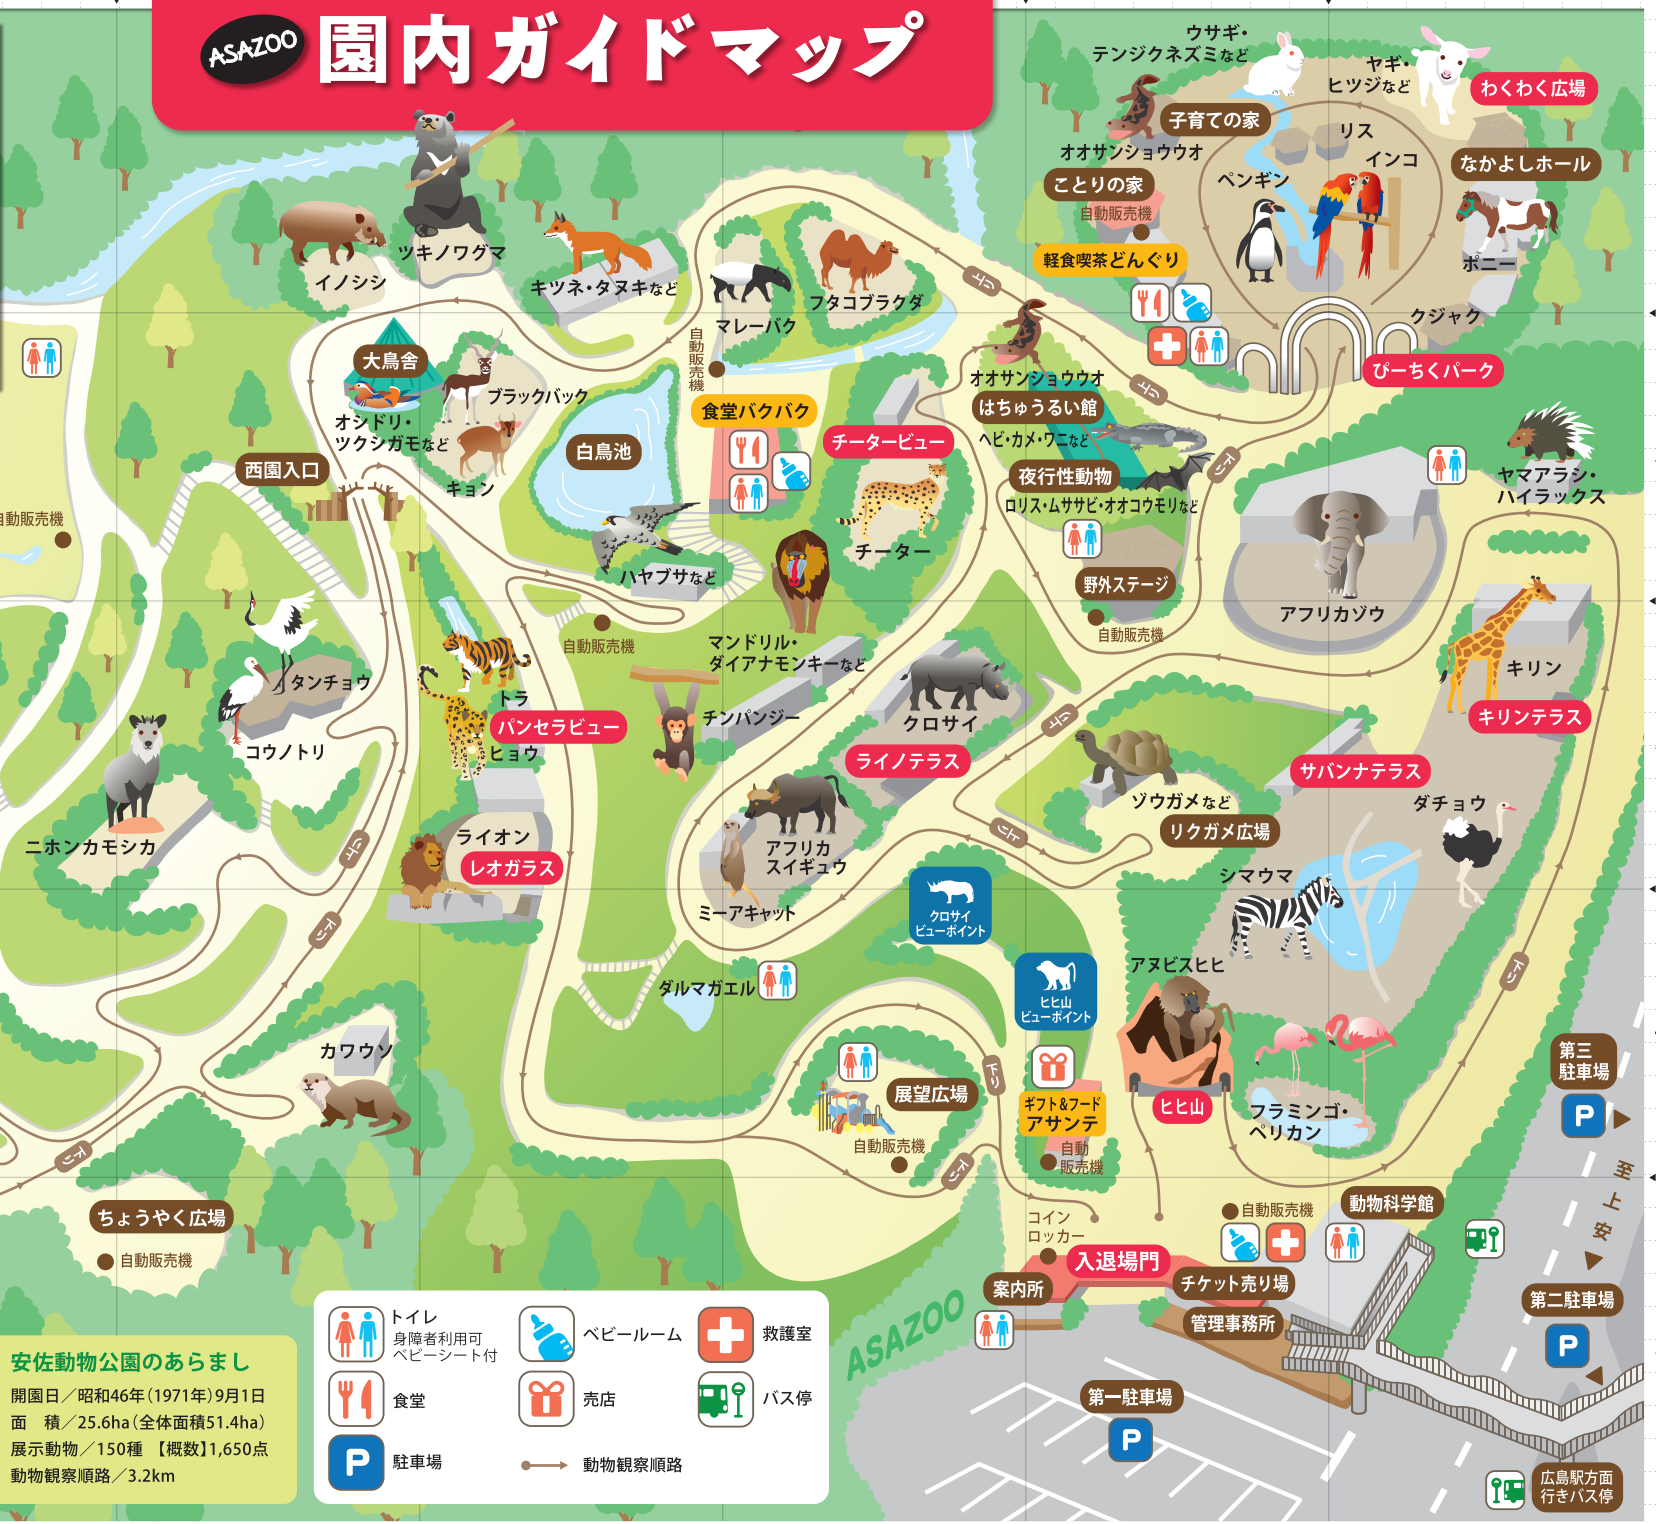 ASAZOO 園内ガイドマップ
ウサギ・
テンジクネズミなど
ヤギ・
ヒツジなど
わくわく広場
子育ての家
リス
オオサンショウウオ
インコ
なかよしホール
ことりの家
ペンギン
自動販売機
軽食喫茶どんぐり
ポニー
クジャク
ぴーちくパーク
ツキノワグマ
イノシシ
キツネ・タヌキなど
マレーバク
フタコブラクダ
上り
自動販売機
大鳥舎
オシドリ・
ツクシガモなど
ブラックバック
キョン
西園入口
白鳥池
食堂バクバク
チータービュー
チーター
ハヤブサなど
オオサンショウウオ
はちゅうるい館
ヘビ・カメ・ワニなど
夜行性動物
ロリス・ムササビ・オオコウモリなど
上り
下り
野外ステージ
自動販売機
ヤマアラシ・
ハイラックス
アフリカゾウ
キリン
キリンテラス
自動販売機
自動販売機
マンドリル・
ダイアナモンキーなど
チンパンジー
クロサイ
ライノテラス
上り
タンチョウ
コウノトリ
トラ
パンセラビュー
ヒョウ
ニホンカモシカ
ライオン
レオガラス
アフリカ
スイギュウ
ミーアキャット
ゾウガメなど
リクガメ広場
サバンナテラス
ダチョウ
シマウマ
上り
上り
下り
クロサイ
ビューポイント
ヒヒ山
ビューポイント
アヌビスヒヒ
ダルマガエル
カワウソ
展望広場
自動販売機
下り
下り
ギフト&フード
アサンテ
自動
販売機
ヒヒ山
フラミンゴ・
ペリカン
下り
第三
駐車場
P
至上安
下り
ちょうやく広場
自動販売機
コイン
ロッカー
入退場門
案内所
自動販売機
動物科学館
チケット売り場
管理事務所
第二駐車場
P
第一駐車場
P
広島駅方面
行きバス停
ASAZOO
トイレ
身障者利用可
ベビーシート付
ベビールーム
救護室
食堂
売店
バス停
P
駐車場
動物観察順路
安佐動物公園のあらまし
開園日／昭和46年(1971年)9月1日
面　積／25.6ha(全体面積51.4ha)
展示動物／150種 【概数】1,650点
動物観察順路／3.2km